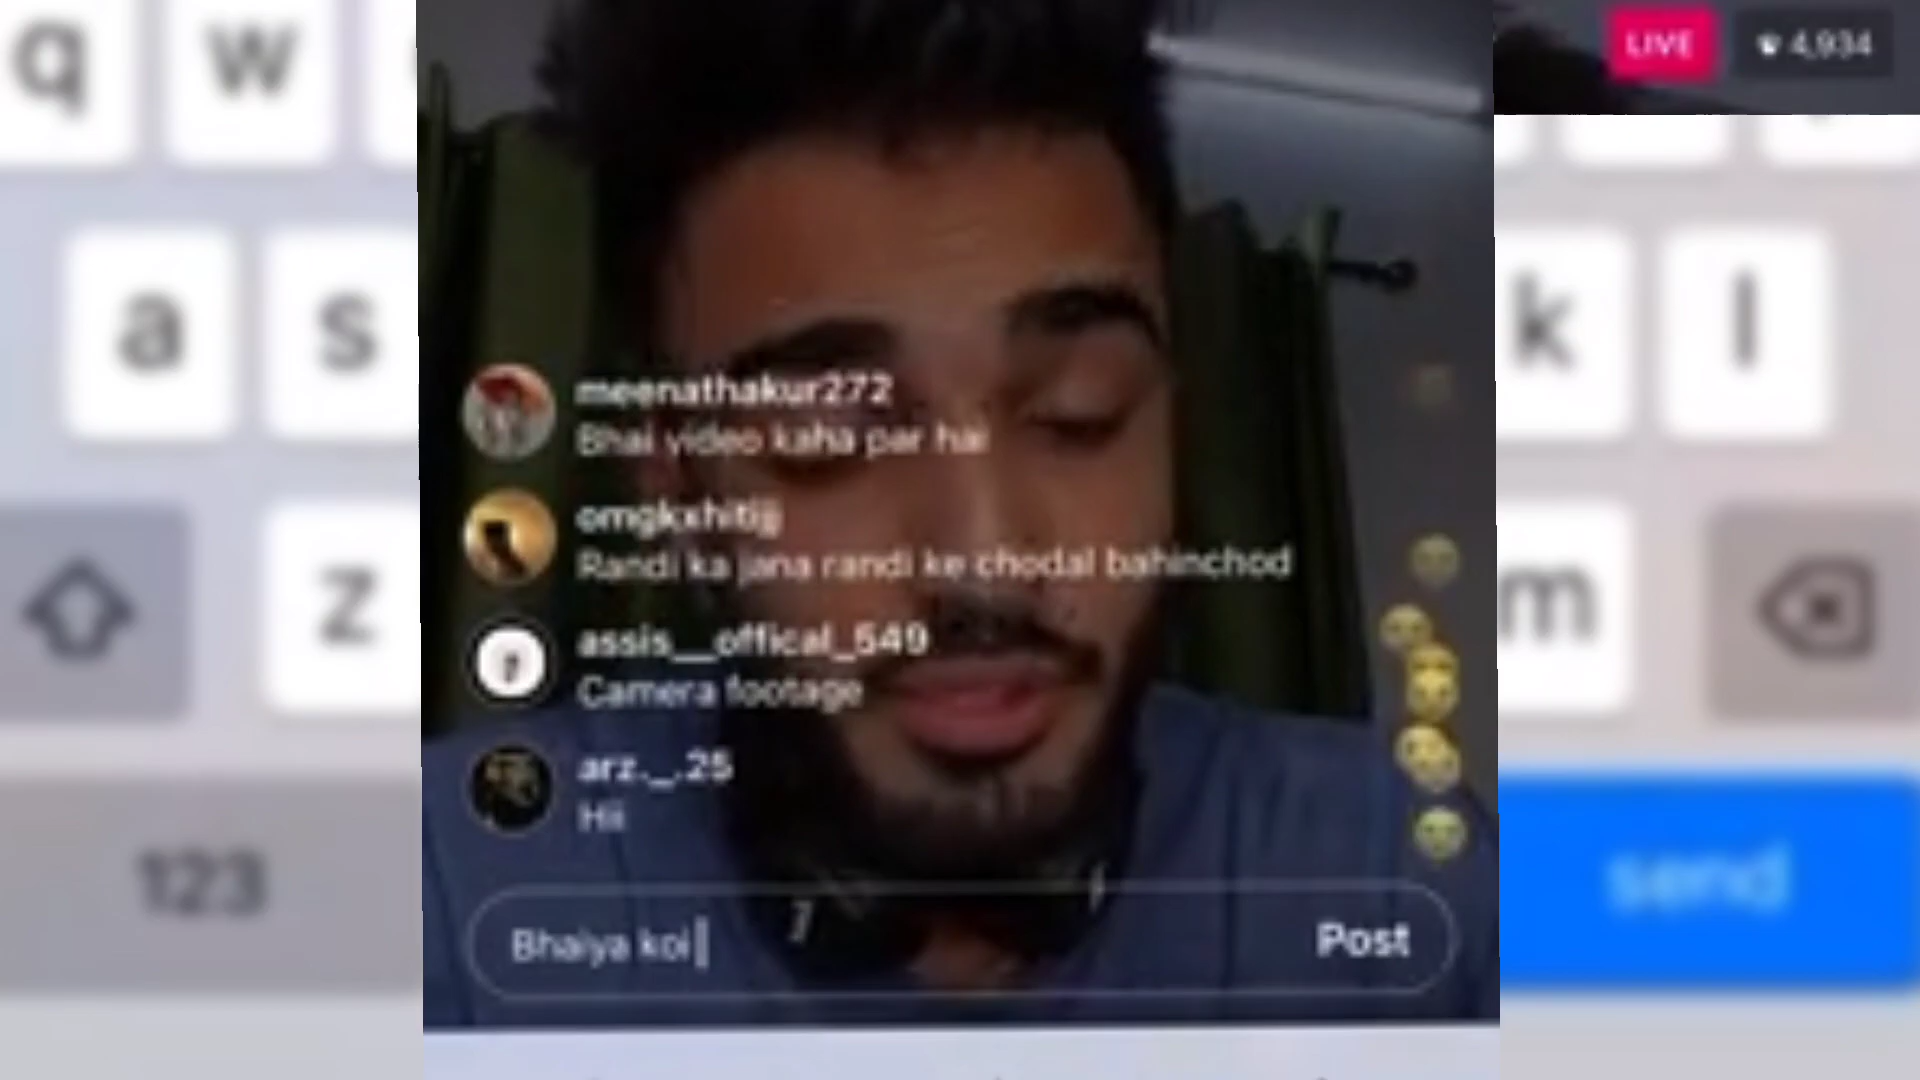 q w
LIVE 4,934
a s
k l
meenathakur272
Bhai video kaha par hai
omgkxhitijj
Randi ka jana randi ke chodal bahinchod
assis__offical_549
Camera footage
z
m
arz._.25
Hii
123
send
Bhaiya koi
Post